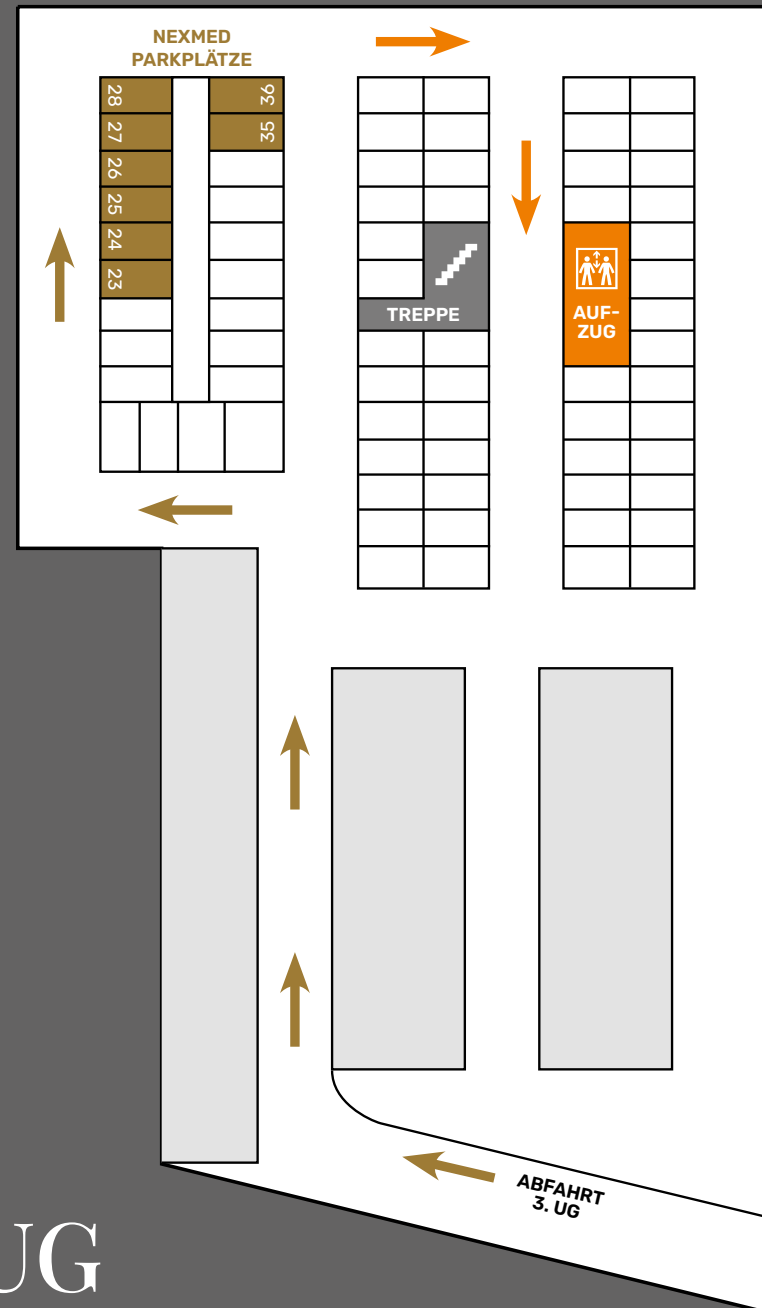 NEXMED
PARKPLÄTZE
28
27
26
25
24
23
36
35
TREPPE
AUF-
ZUG
ABFAHRT
3. UG
UG